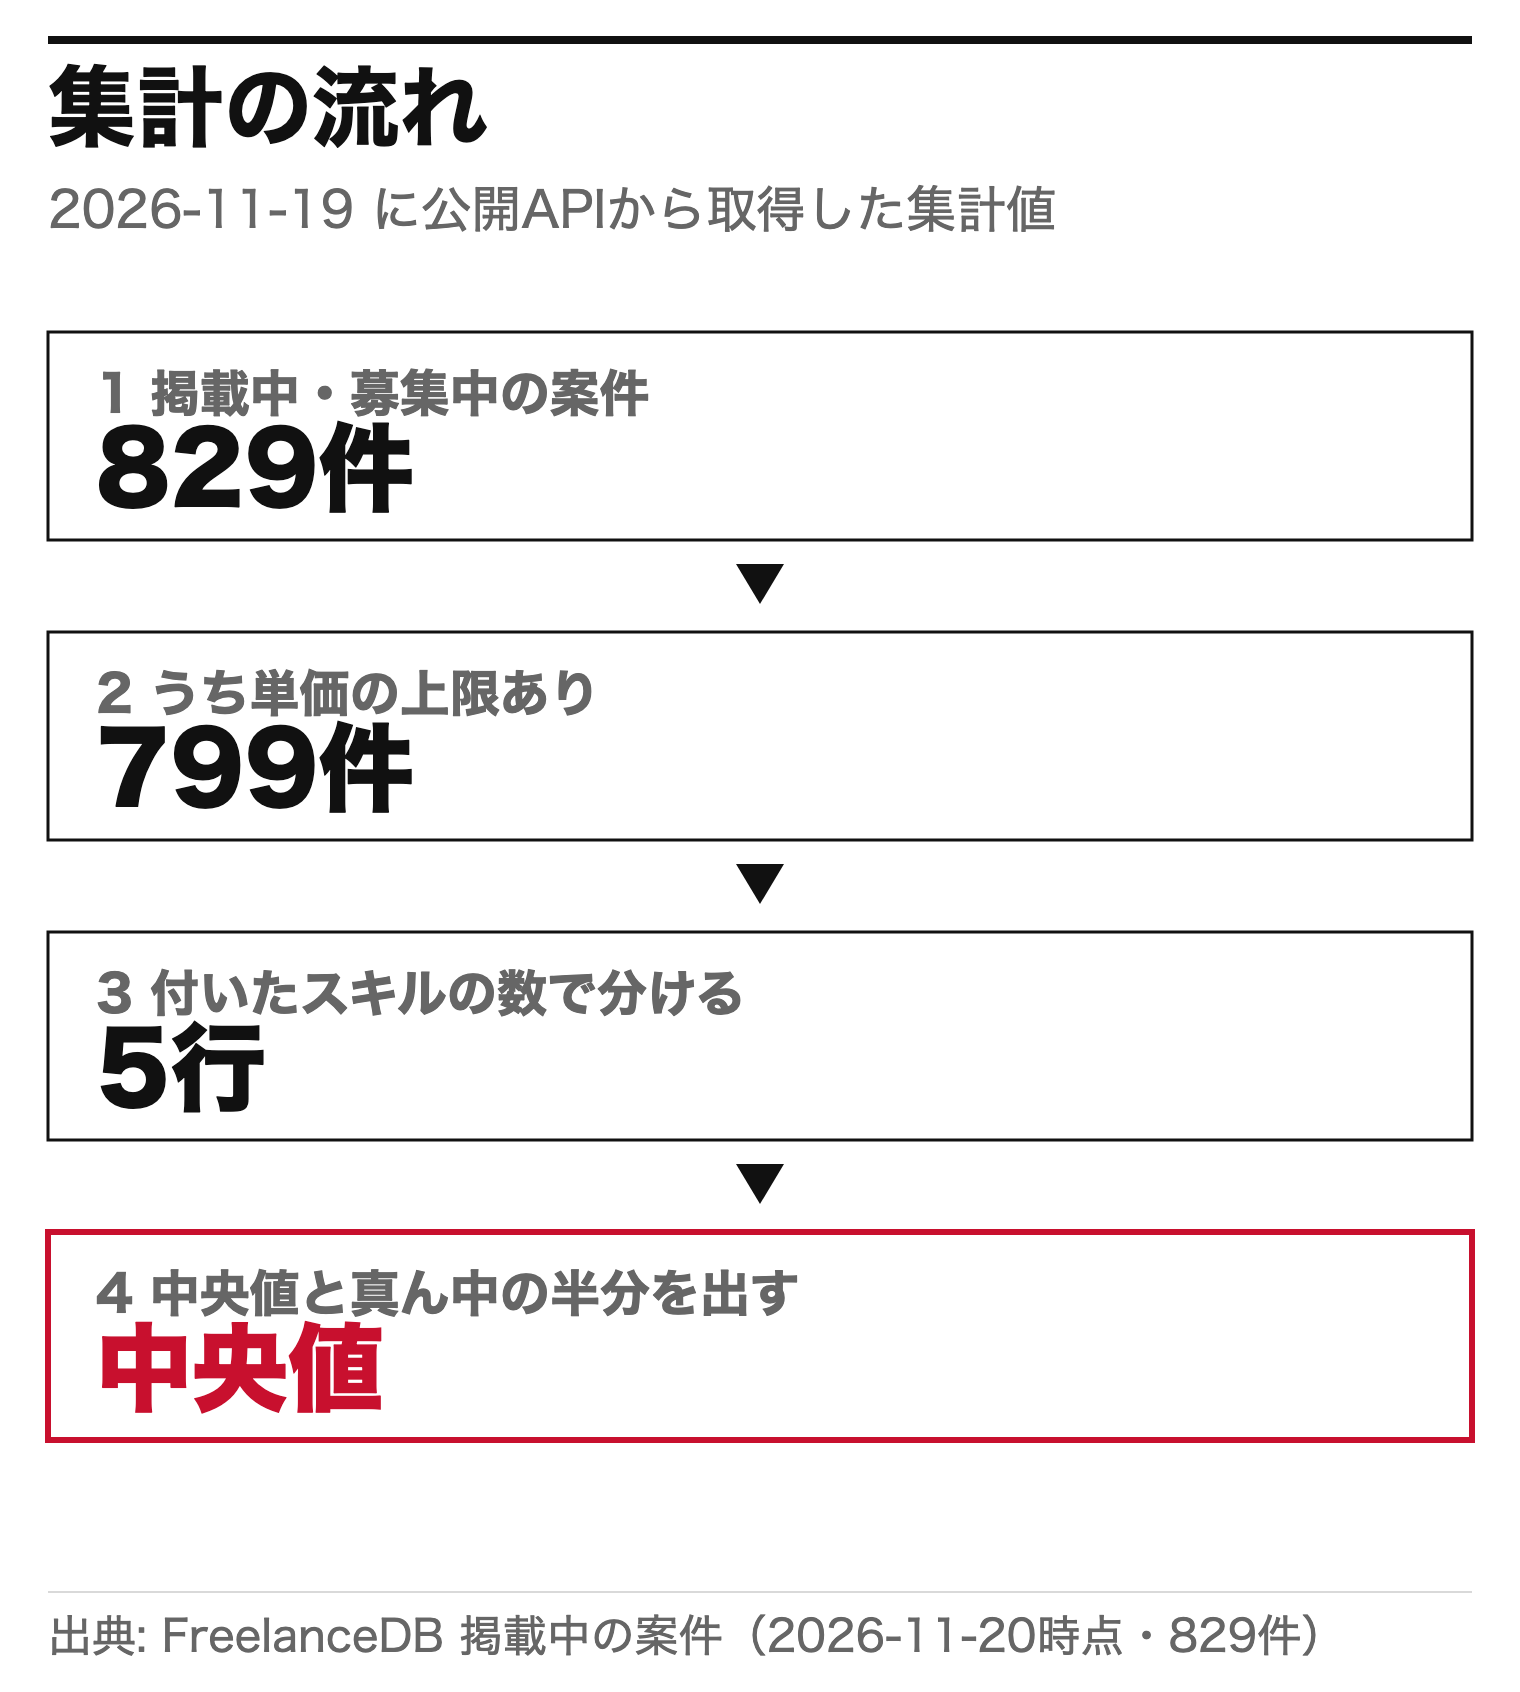 集計の流れ
2026-11-19 に公開APIから取得した集計値
1 掲載中・募集中の案件
829件
2 うち単価の上限あり
799件
3 付いたスキルの数で分ける
5行
4 中央値と真ん中の半分を出す
中央値
出典: FreelanceDB 掲載中の案件（2026-11-20時点・829件）